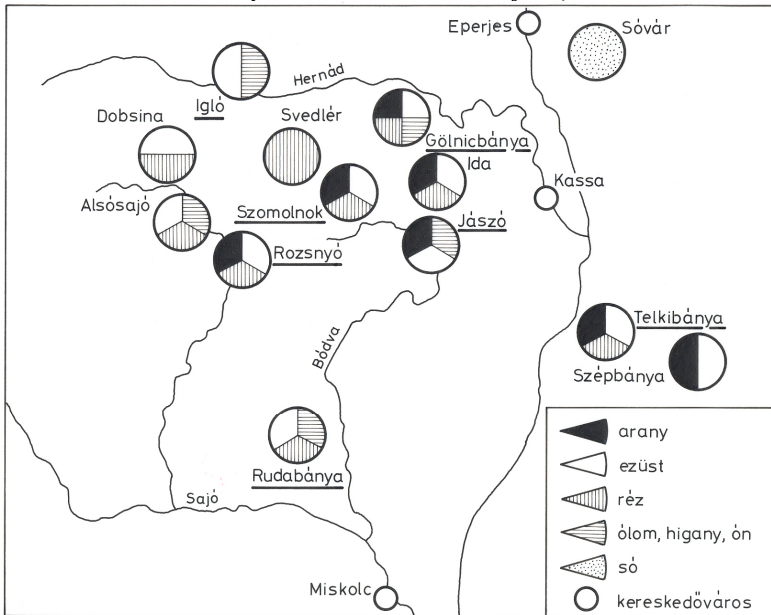 Eperjes
Sóvár
Hernád
Igló
Dobsina
Svedlér
Gölnicbánya
Ida
Kassa
Alsósajó
Szomolnok
Jászó
Rozsnyó
Bódva
Telkibánya
Szépbánya
Rudabánya
Sajó
Miskolc
arany
ezüst
réz
ólom, higany, ón
só
kereskedőváros